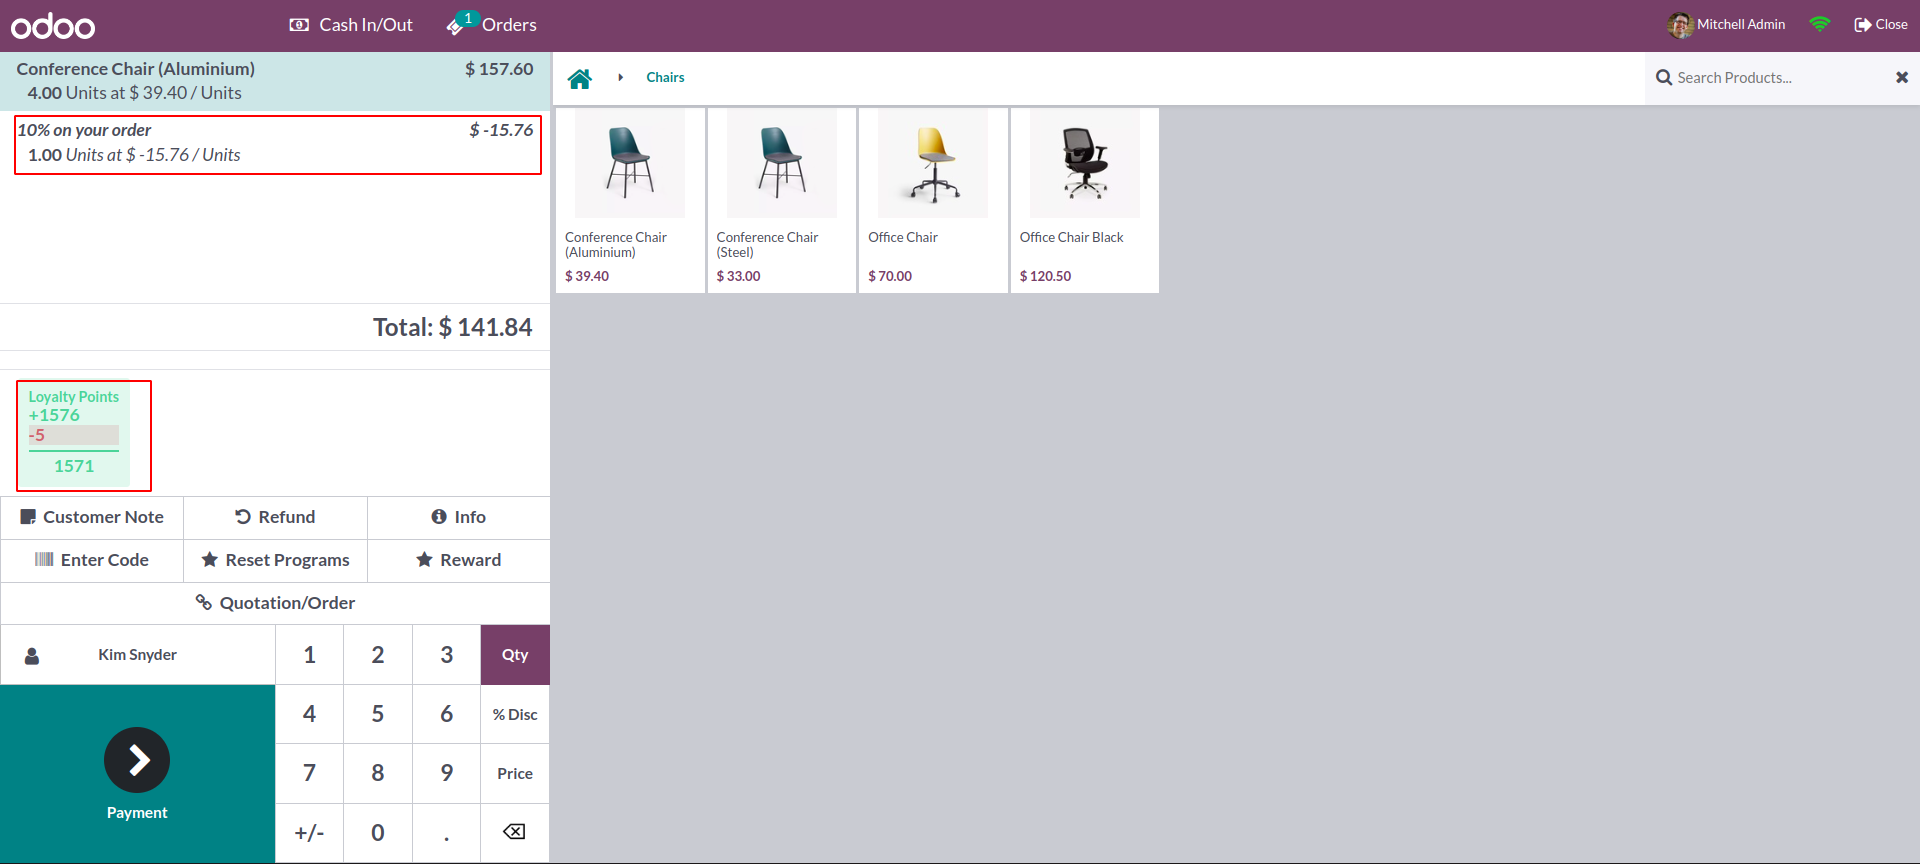 odoo
Cash In/Out
1
Orders
Mitchell Admin
Close
Conference Chair (Aluminium) $ 157.60
4.00 Units at $ 39.40 / Units
10% on your order $ -15.76
1.00 Units at $ -15.76 / Units
Total: $ 141.84
Loyalty Points
+1576
-5
1571
Customer Note
Refund
Info
Enter Code
Reset Programs
Reward
Quotation/Order
Kim Snyder
Payment
1 2 3 Qty
4 5 6 % Disc
7 8 9 Price
+/- 0 .
Chairs
Search Products...
Conference Chair
(Aluminium)
$ 39.40
Conference Chair
(Steel)
$ 33.00
Office Chair
$ 70.00
Office Chair Black
$ 120.50